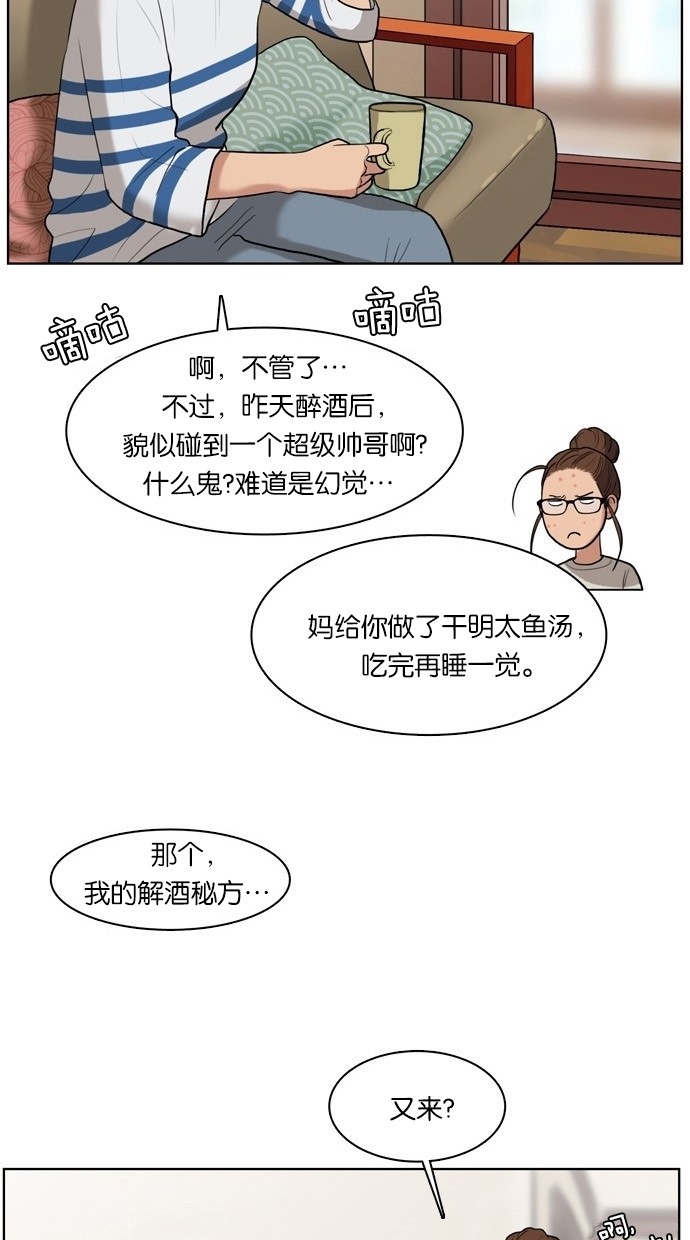 嘀咕
嘀咕
啊，不管了…
不过，昨天醉酒后，
貌似碰到一个超级帅哥啊?
什么鬼?难道是幻觉…
妈给你做了干明太鱼汤，
吃完再睡一觉。
那个，
我的解酒秘方…
又来?
啊，